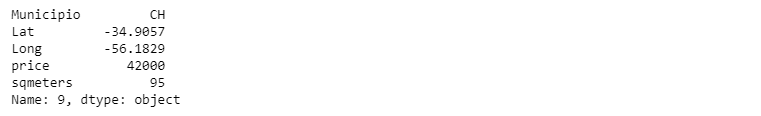 Municipio         CH
Lat         -34.9057
Long        -56.1829
price          42000
sqmeters          95
Name: 9, dtype: object